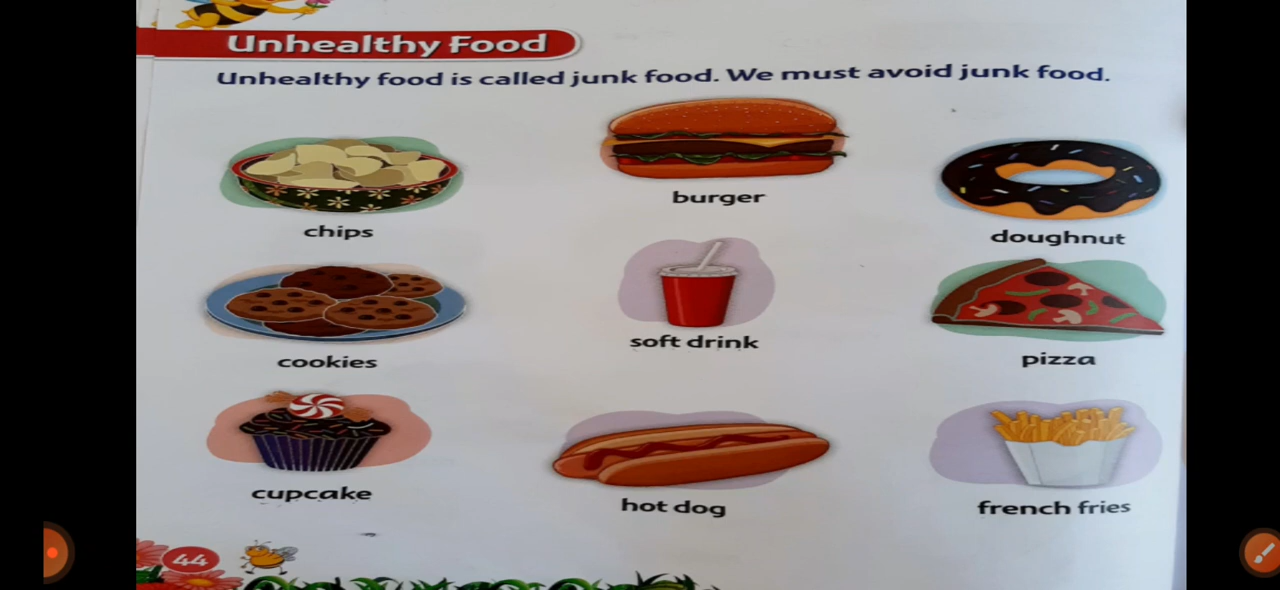 Unhealthy Food
Unhealthy food is called junk food. We must avoid junk food.
burger
chips
doughnut
soft drink
cookies
pizza
cupcake
hot dog
french fries
44